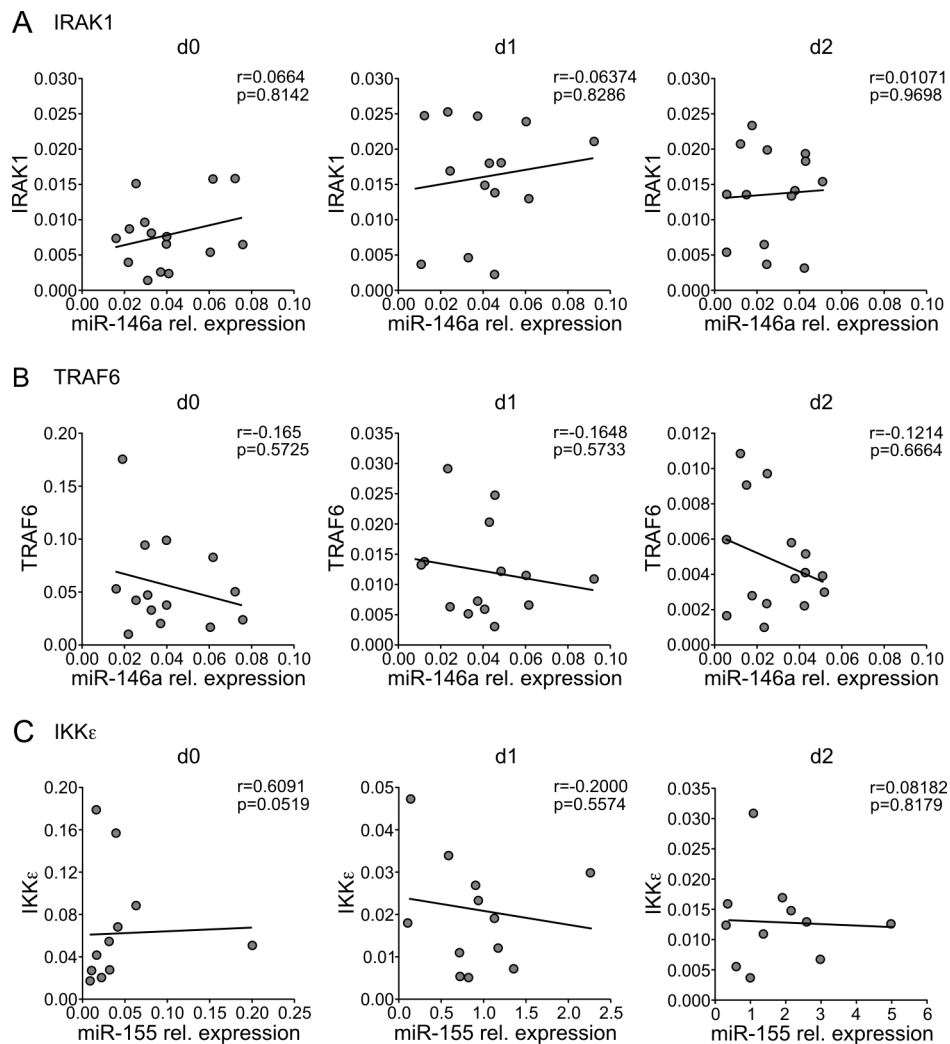 A IRAK1
d0
r=0.0664
p=0.8142
0.030
0.025
0.020
0.015
0.010
0.005
0.000
IRAK1
0.00 0.02 0.04 0.06 0.08 0.10
miR-146a rel. expression
d1
r=-0.06374
p=0.8286
0.030
0.025
0.020
0.015
0.010
0.005
0.000
IRAK1
0.00 0.02 0.04 0.06 0.08 0.10
miR-146a rel. expression
d2
r=0.01071
p=0.9698
0.030
0.025
0.020
0.015
0.010
0.005
0.000
IRAK1
0.00 0.02 0.04 0.06 0.08 0.10
miR-146a rel. expression
B TRAF6
d0
r=-0.165
p=0.5725
0.20
0.15
0.10
0.05
0.00
TRAF6
0.00 0.02 0.04 0.06 0.08 0.10
miR-146a rel. expression
d1
r=-0.1648
p=0.5733
0.035
0.030
0.025
0.020
0.015
0.010
0.005
0.000
TRAF6
0.00 0.02 0.04 0.06 0.08 0.10
miR-146a rel. expression
d2
r=-0.1214
p=0.6664
0.012
0.010
0.008
0.006
0.004
0.002
0.000
TRAF6
0.00 0.02 0.04 0.06 0.08 0.10
miR-146a rel. expression
C IKKε
d0
r=0.6091
p=0.0519
0.20
0.16
0.12
0.08
0.04
0.00
IKKε
0.00 0.05 0.10 0.15 0.20 0.25
miR-155 rel. expression
d1
r=-0.2000
p=0.5574
0.05
0.04
0.03
0.02
0.01
0.00
IKKε
0.0 0.5 1.0 1.5 2.0 2.5
miR-155 rel. expression
d2
r=0.08182
p=0.8179
0.035
0.030
0.025
0.020
0.015
0.010
0.005
0.000
IKKε
0 1 2 3 4 5 6
miR-155 rel. expression